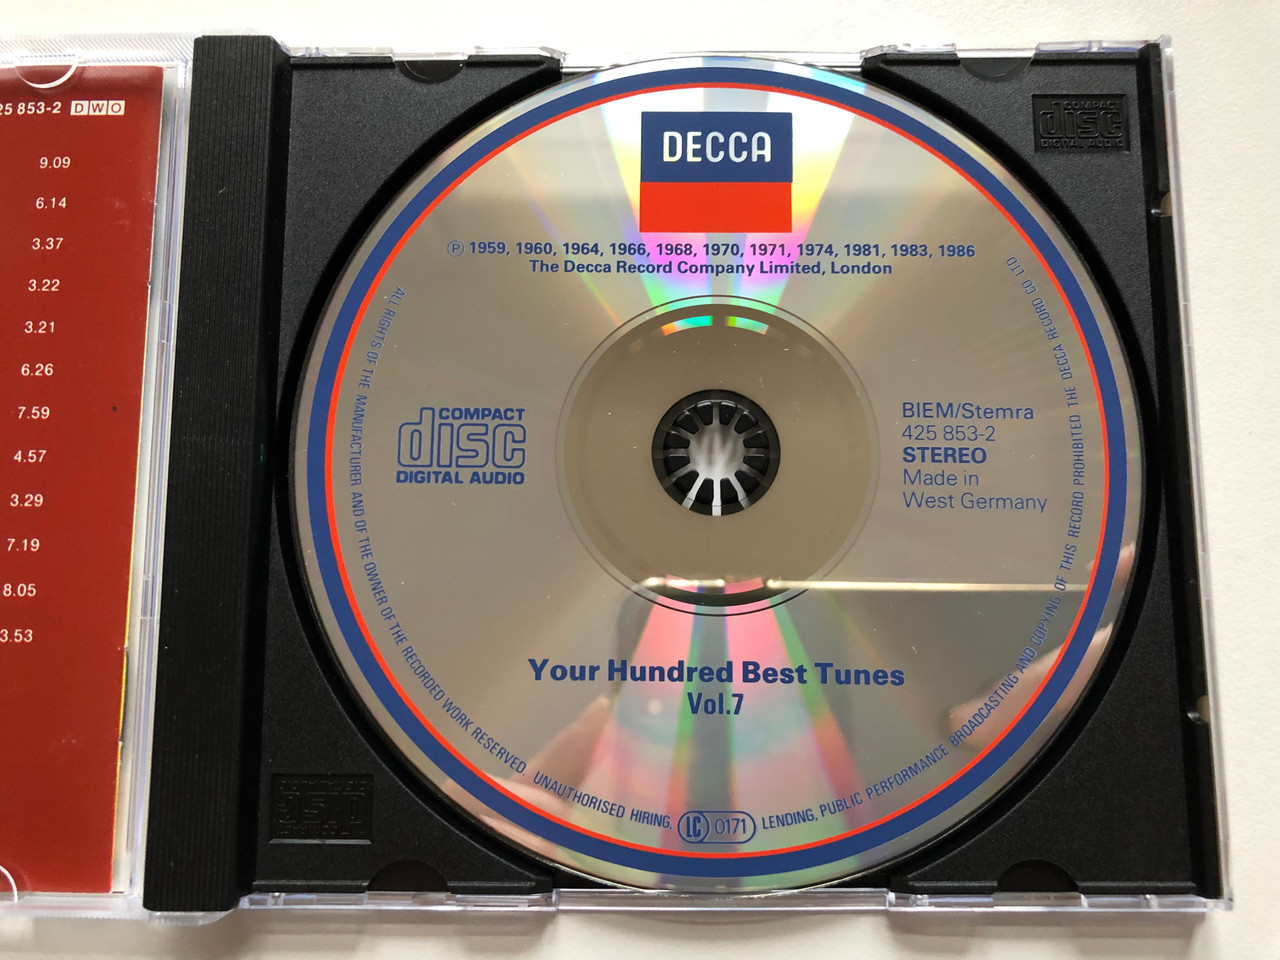 25 853-2 DWO
9.09
6.14
3.37
3.22
3.21
6.26
7.59
4.57
3.29
7.19
8.05
3.53
COMPACT
disc
DIGITAL AUDIO
DECCA
Ⓟ 1959, 1960, 1964, 1966, 1968, 1970, 1971, 1974, 1981, 1983, 1986
The Decca Record Company Limited, London
COMPACT
disc
DIGITAL AUDIO
BIEM/Stemra
425 853-2
STEREO
Made in
West Germany
Your Hundred Best Tunes
Vol.7
ALL RIGHTS OF THE MANUFACTURER AND OF THE OWNER OF THE RECORDED WORK RESERVED. UNAUTHORISED HIRING, LENDING, PUBLIC PERFORMANCE BROADCASTING AND COPYING OF THIS RECORD PROHIBITED. THE DECCA RECORD CO LTD
LC 0171